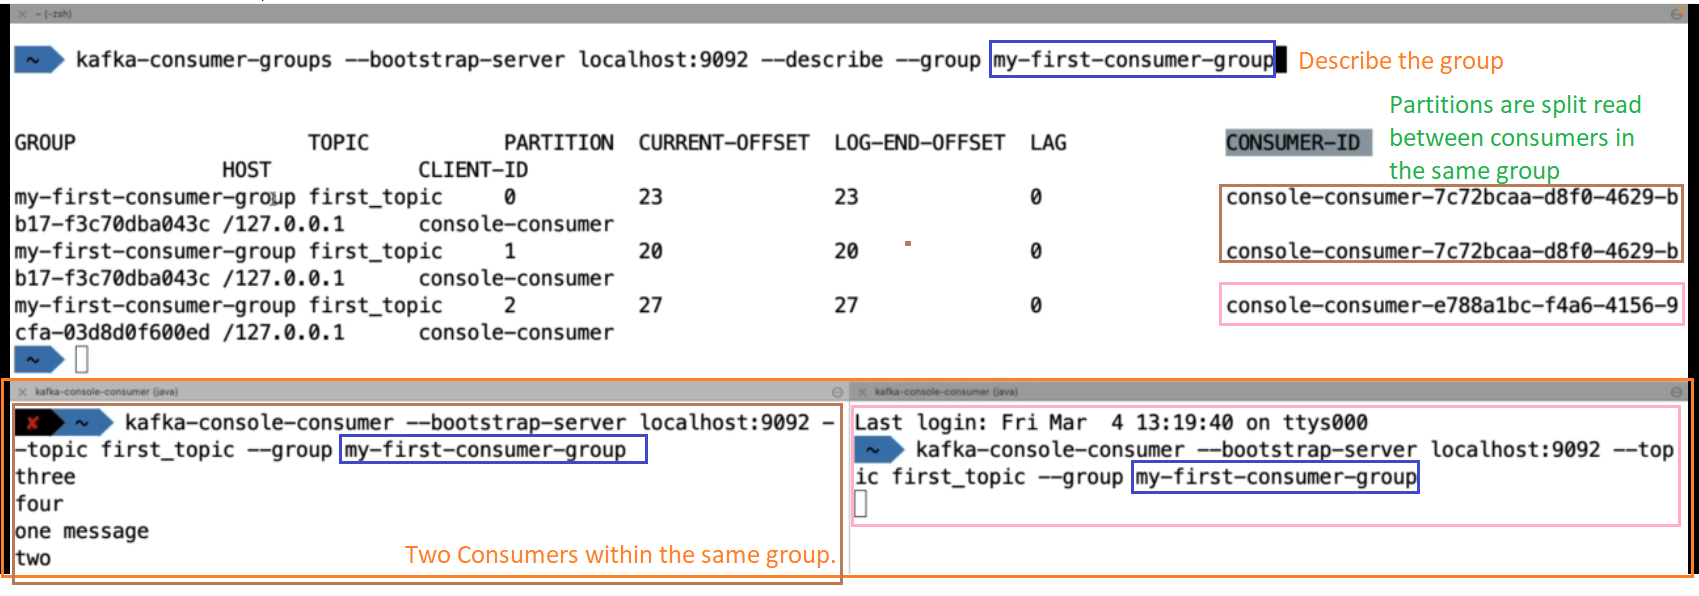 ~ (-zsh)
~ kafka-consumer-groups --bootstrap-server localhost:9092 --describe --group my-first-consumer-group Describe the group
Partitions are split read
between consumers in
the same group
GROUP TOPIC PARTITION CURRENT-OFFSET LOG-END-OFFSET LAG CONSUMER-ID
HOST CLIENT-ID
my-first-consumer-group first_topic 0 23 23 0 console-consumer-7c72bcaa-d8f0-4629-b
b17-f3c70dba043c /127.0.0.1 console-consumer
my-first-consumer-group first_topic 1 20 20 0 console-consumer-7c72bcaa-d8f0-4629-b
b17-f3c70dba043c /127.0.0.1 console-consumer
my-first-consumer-group first_topic 2 27 27 0 console-consumer-e788a1bc-f4a6-4156-9
cfa-03d8d0f600ed /127.0.0.1 console-consumer
~
kafka-console-consumer (java)
✘ ~ kafka-console-consumer --bootstrap-server localhost:9092 -
-topic first_topic --group my-first-consumer-group
three
four
one message
two
Two Consumers within the same group.
kafka-console-consumer (java)
Last login: Fri Mar 4 13:19:40 on ttys000
~ kafka-console-consumer --bootstrap-server localhost:9092 --top
ic first_topic --group my-first-consumer-group